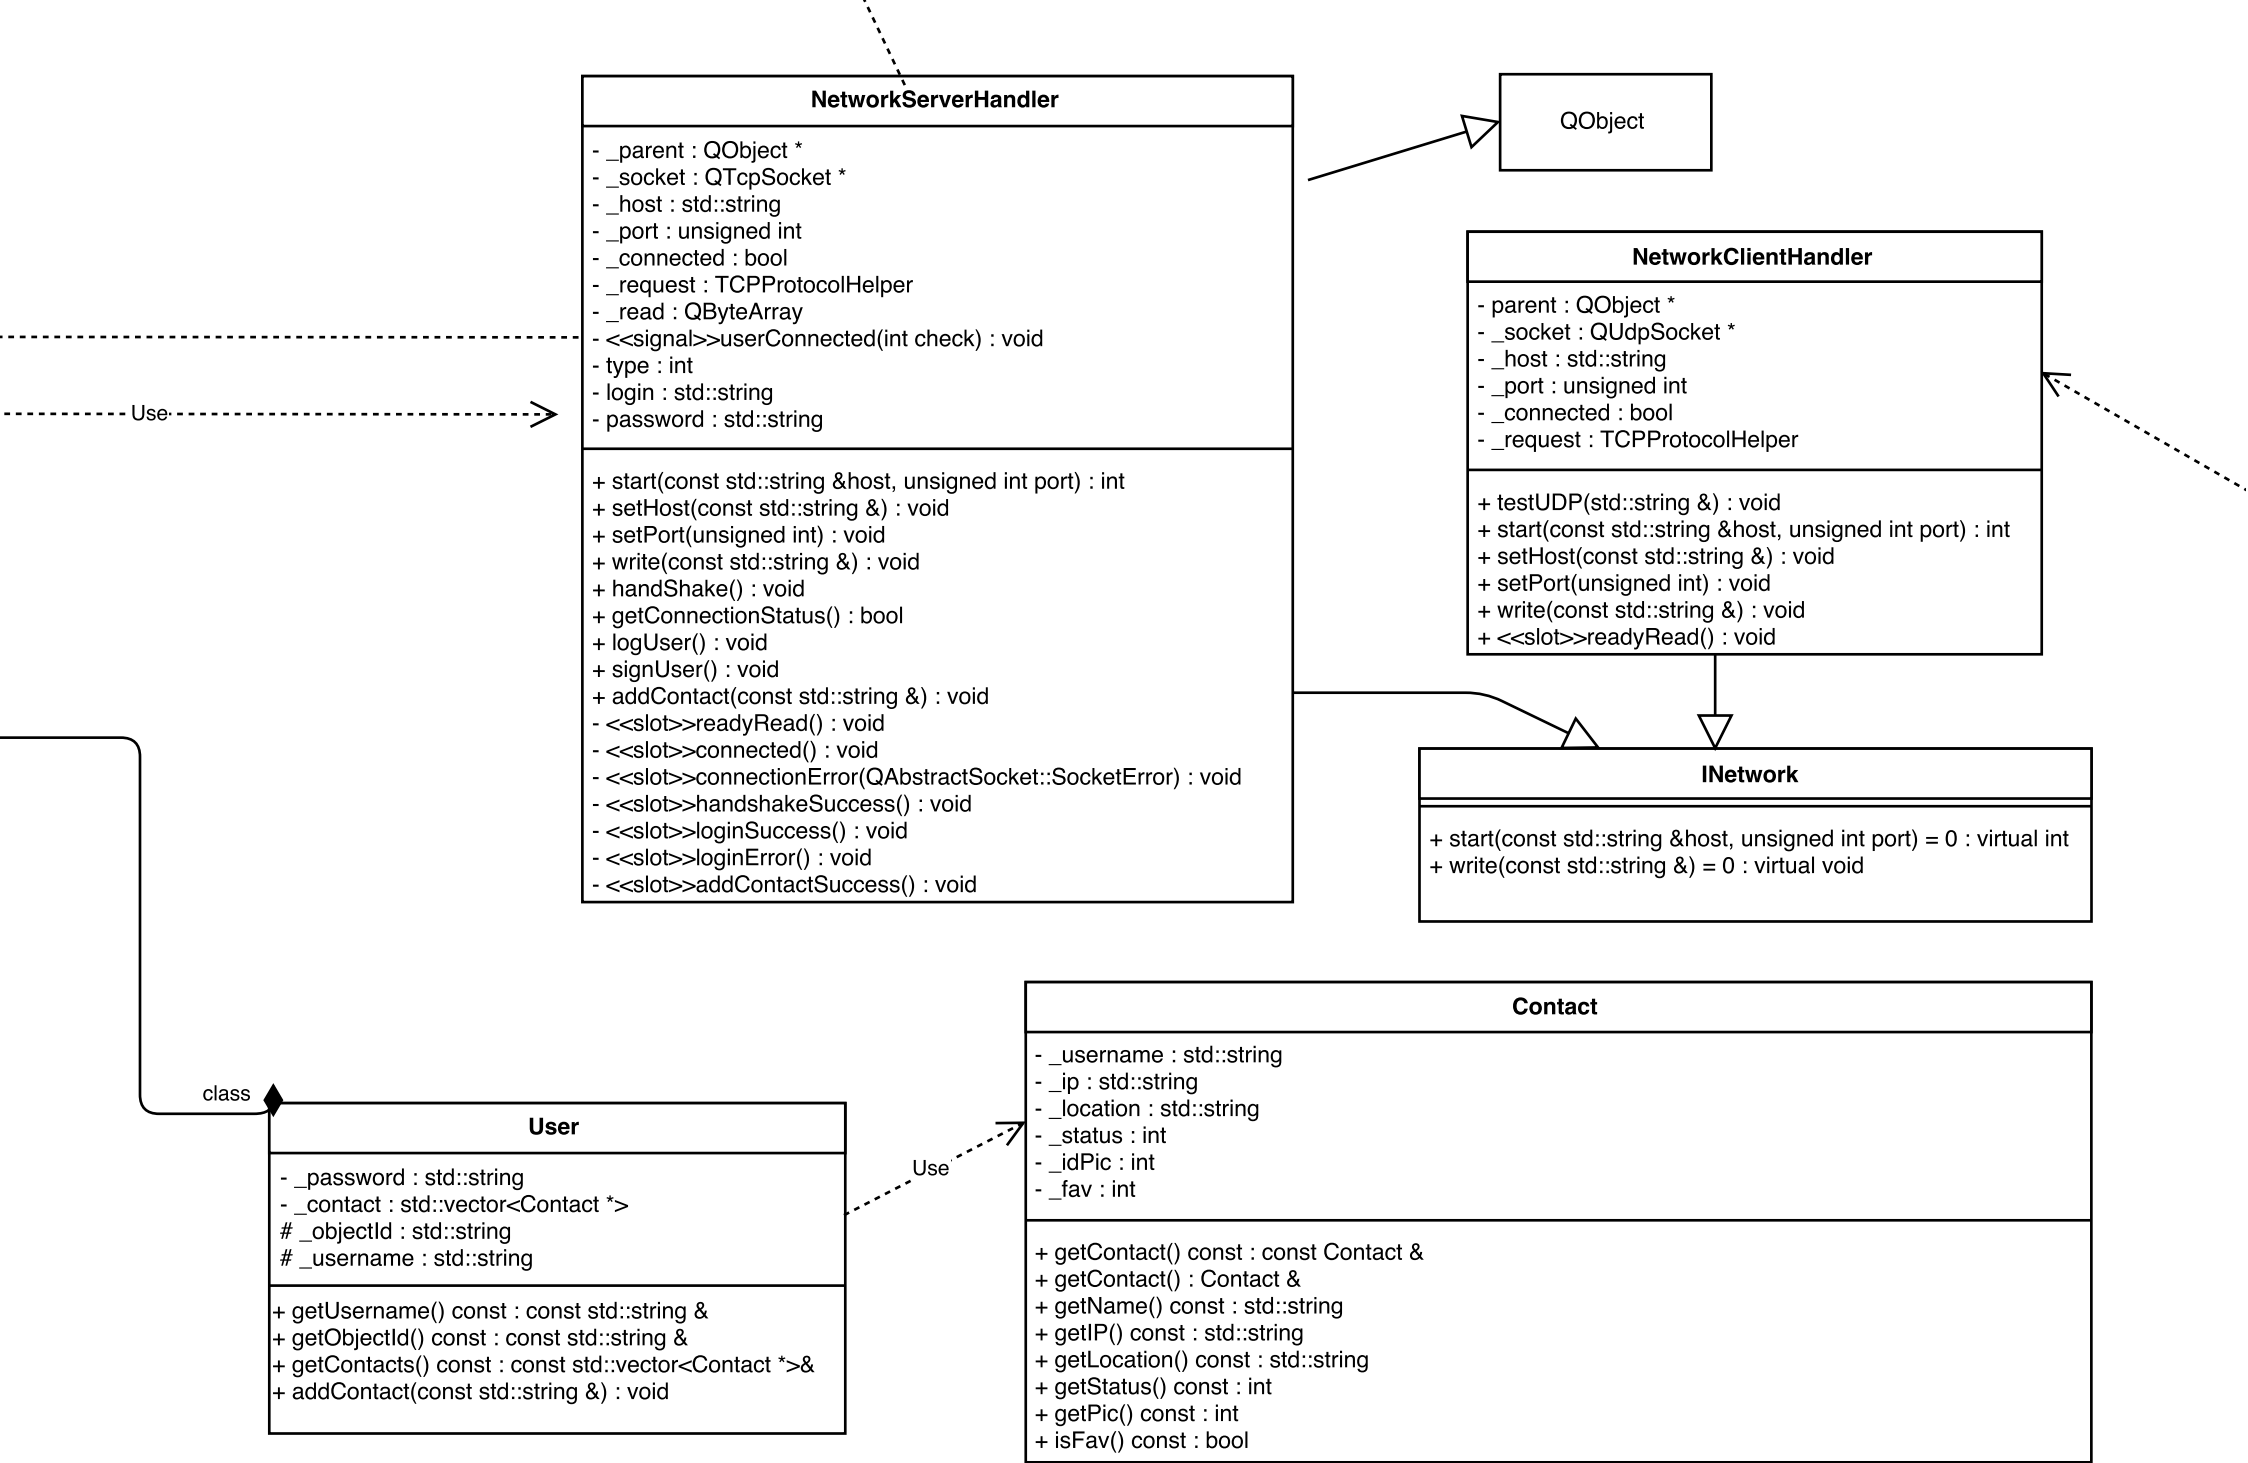 NetworkServerHandler
- _parent : QObject *
- _socket : QTcpSocket *
- _host : std::string
- _port : unsigned int
- _connected : bool
- _request : TCPProtocolHelper
- _read : QByteArray
- <<signal>>userConnected(int check) : void
- type : int
- login : std::string
- password : std::string
+ start(const std::string &host, unsigned int port) : int
+ setHost(const std::string &) : void
+ setPort(unsigned int) : void
+ write(const std::string &) : void
+ handShake() : void
+ getConnectionStatus() : bool
+ logUser() : void
+ signUser() : void
+ addContact(const std::string &) : void
- <<slot>>readyRead() : void
- <<slot>>connected() : void
- <<slot>>connectionError(QAbstractSocket::SocketError) : void
- <<slot>>handshakeSuccess() : void
- <<slot>>loginSuccess() : void
- <<slot>>loginError() : void
- <<slot>>addContactSuccess() : void
QObject
NetworkClientHandler
- parent : QObject *
- _socket : QUdpSocket *
- _host : std::string
- _port : unsigned int
- _connected : bool
- _request : TCPProtocolHelper
+ testUDP(std::string &) : void
+ start(const std::string &host, unsigned int port) : int
+ setHost(const std::string &) : void
+ setPort(unsigned int) : void
+ write(const std::string &) : void
+ <<slot>>readyRead() : void
Use
INetwork
+ start(const std::string &host, unsigned int port) = 0 : virtual int
+ write(const std::string &) = 0 : virtual void
class
User
- _password : std::string
- _contact : std::vector<Contact *>
# _objectId : std::string
# _username : std::string
+ getUsername() const : const std::string &
+ getObjectId() const : const std::string &
+ getContacts() const : const std::vector<Contact *>&
+ addContact(const std::string &) : void
Use
Contact
- _username : std::string
- _ip : std::string
- _location : std::string
- _status : int
- _idPic : int
- _fav : int
+ getContact() const : const Contact &
+ getContact() : Contact &
+ getName() const : std::string
+ getIP() const : std::string
+ getLocation() const : std::string
+ getStatus() const : int
+ getPic() const : int
+ isFav() const : bool